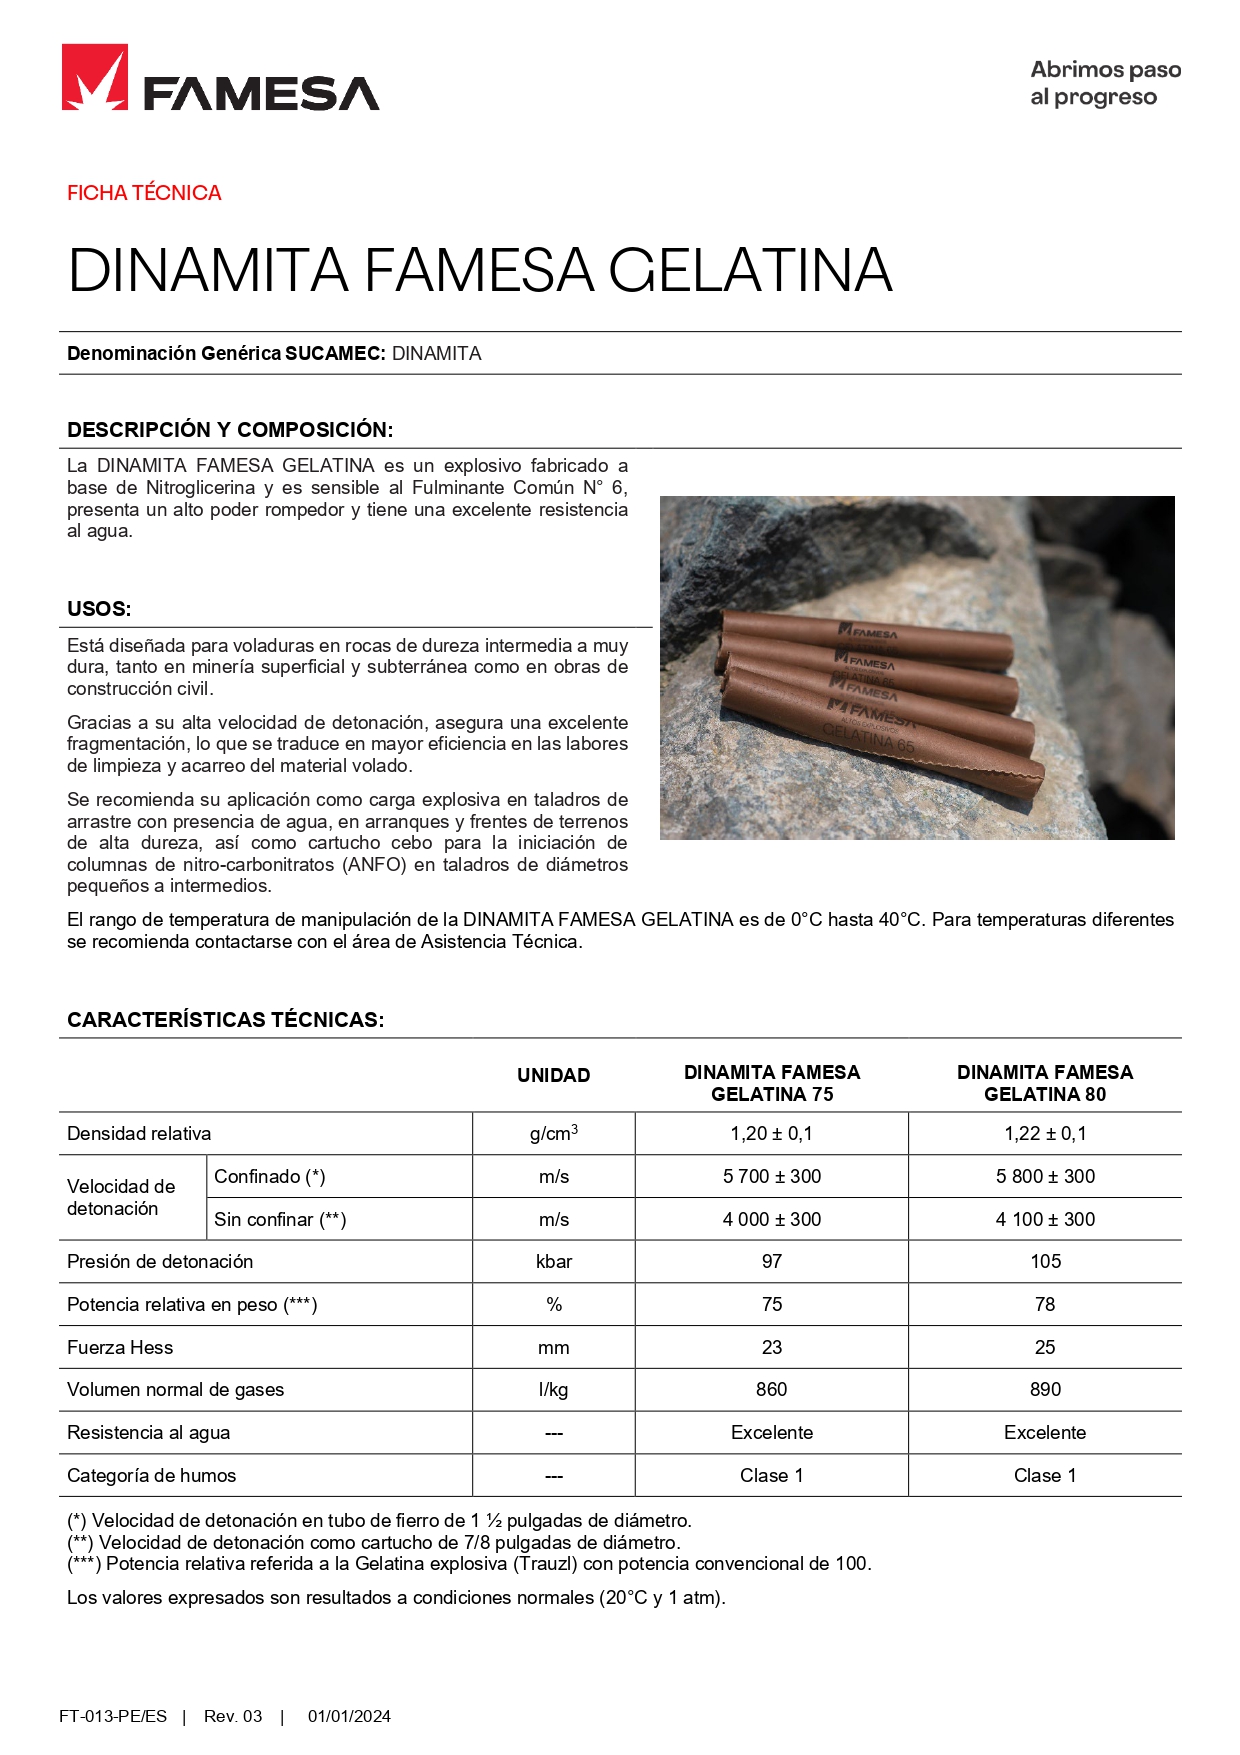 FAMESA
Abrimos paso
al progreso
FICHA TÉCNICA
DINAMITA FAMESA GELATINA
Denominación Genérica SUCAMEC: DINAMITA
DESCRIPCIÓN Y COMPOSICIÓN:
La DINAMITA FAMESA GELATINA es un explosivo fabricado a
base de Nitroglicerina y es sensible al Fulminante Común N° 6,
presenta un alto poder rompedor y tiene una excelente resistencia
al agua.
USOS:
Está diseñada para voladuras en rocas de dureza intermedia a muy
dura, tanto en minería superficial y subterránea como en obras de
construcción civil.
Gracias a su alta velocidad de detonación, asegura una excelente
fragmentación, lo que se traduce en mayor eficiencia en las labores
de limpieza y acarreo del material volado.
Se recomienda su aplicación como carga explosiva en taladros de
arrastre con presencia de agua, en arranques y frentes de terrenos
de alta dureza, así como cartucho cebo para la iniciación de
columnas de nitro-carbonitratos (ANFO) en taladros de diámetros
pequeños a intermedios.
FAMESA
FAMESA
GELATINA 65
FAMESA
FAMESA
GELATINA 65
El rango de temperatura de manipulación de la DINAMITA FAMESA GELATINA es de 0°C hasta 40°C. Para temperaturas diferentes
se recomienda contactarse con el área de Asistencia Técnica.
CARACTERÍSTICAS TÉCNICAS:
UNIDAD DINAMITA FAMESA GELATINA 75 DINAMITA FAMESA GELATINA 80
Densidad relativa g/cm³ 1,20 ± 0,1 1,22 ± 0,1
Velocidad de detonación Confinado (*) m/s 5 700 ± 300 5 800 ± 300
Sin confinar (**) m/s 4 000 ± 300 4 100 ± 300
Presión de detonación kbar 97 105
Potencia relativa en peso (***) % 75 78
Fuerza Hess mm 23 25
Volumen normal de gases l/kg 860 890
Resistencia al agua --- Excelente Excelente
Categoría de humos --- Clase 1 Clase 1
(*) Velocidad de detonación en tubo de fierro de 1 ½ pulgadas de diámetro.
(**) Velocidad de detonación como cartucho de 7/8 pulgadas de diámetro.
(***) Potencia relativa referida a la Gelatina explosiva (Trauzl) con potencia convencional de 100.
Los valores expresados son resultados a condiciones normales (20°C y 1 atm).
FT-013-PE/ES | Rev. 03 | 01/01/2024